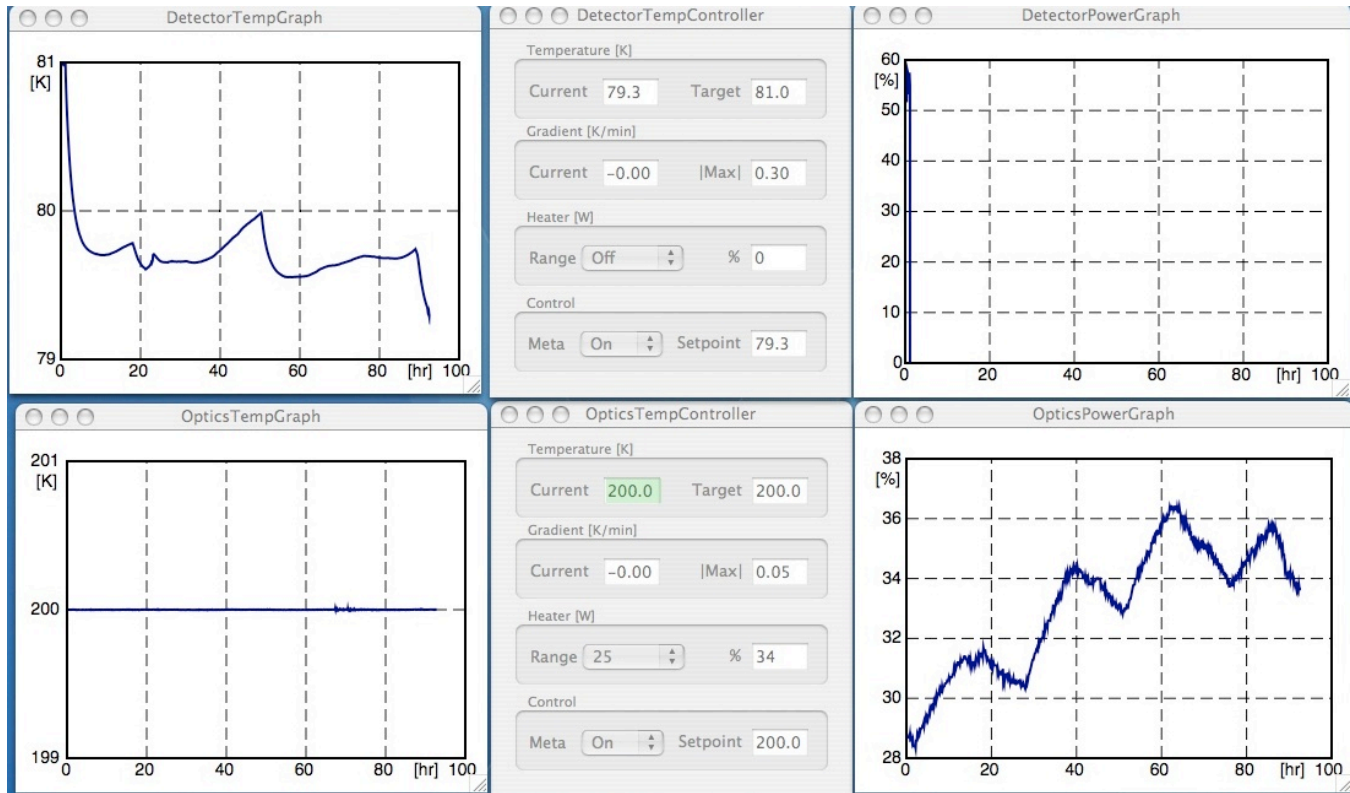 DetectorTempGraph
81
[K]
80
79
0 20 40 60 80 [hr] 100
DetectorTempController
Temperature [K]
Current 79.3 Target 81.0
Gradient [K/min]
Current -0.00 |Max| 0.30
Heater [W]
Range Off % 0
Control
Meta On Setpoint 79.3
DetectorPowerGraph
60
[%]
50
40
30
20
10
0
0 20 40 60 80 [hr] 100
OpticsTempGraph
201
[K]
200
199
0 20 40 60 80 [hr] 100
OpticsTempController
Temperature [K]
Current 200.0 Target 200.0
Gradient [K/min]
Current -0.00 |Max| 0.05
Heater [W]
Range 25 % 34
Control
Meta On Setpoint 200.0
OpticsPowerGraph
38
[%]
36
34
32
30
28
0 20 40 60 80 [hr] 100